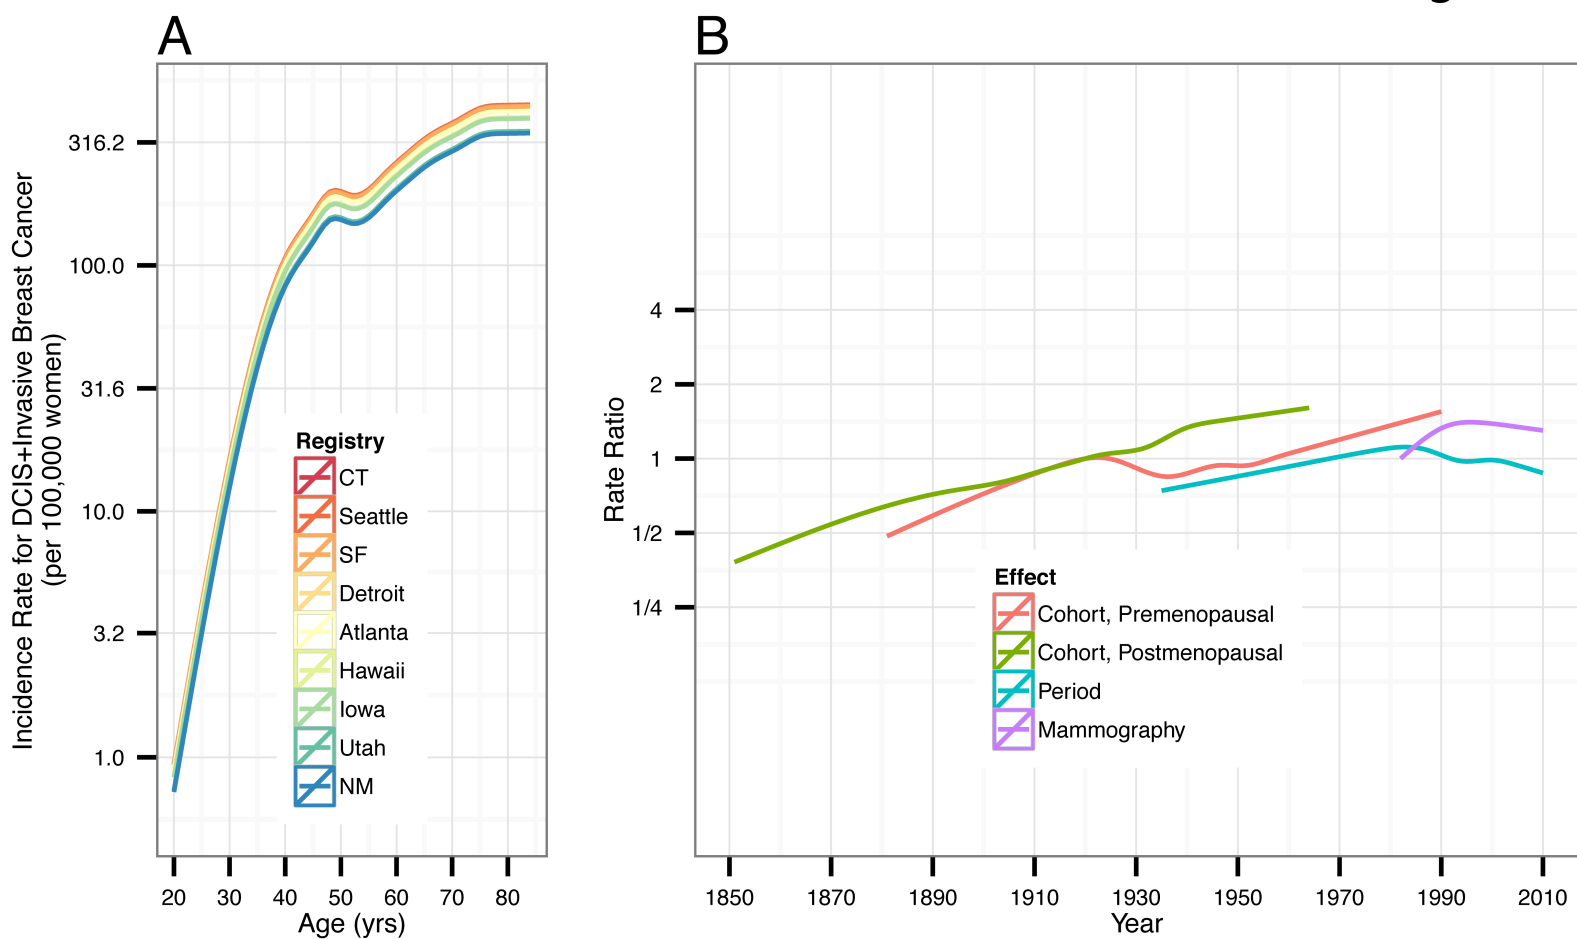 A
B
Incidence Rate for DCIS+Invasive Breast Cancer
(per 100,000 women)
316.2
100.0
31.6
10.0
3.2
1.0
20 30 40 50 60 70 80
Age (yrs)
Registry
CT
Seattle
SF
Detroit
Atlanta
Hawaii
Iowa
Utah
NM
Rate Ratio
4
2
1
1/2
1/4
1850 1870 1890 1910 1930 1950 1970 1990 2010
Year
Effect
Cohort, Premenopausal
Cohort, Postmenopausal
Period
Mammography